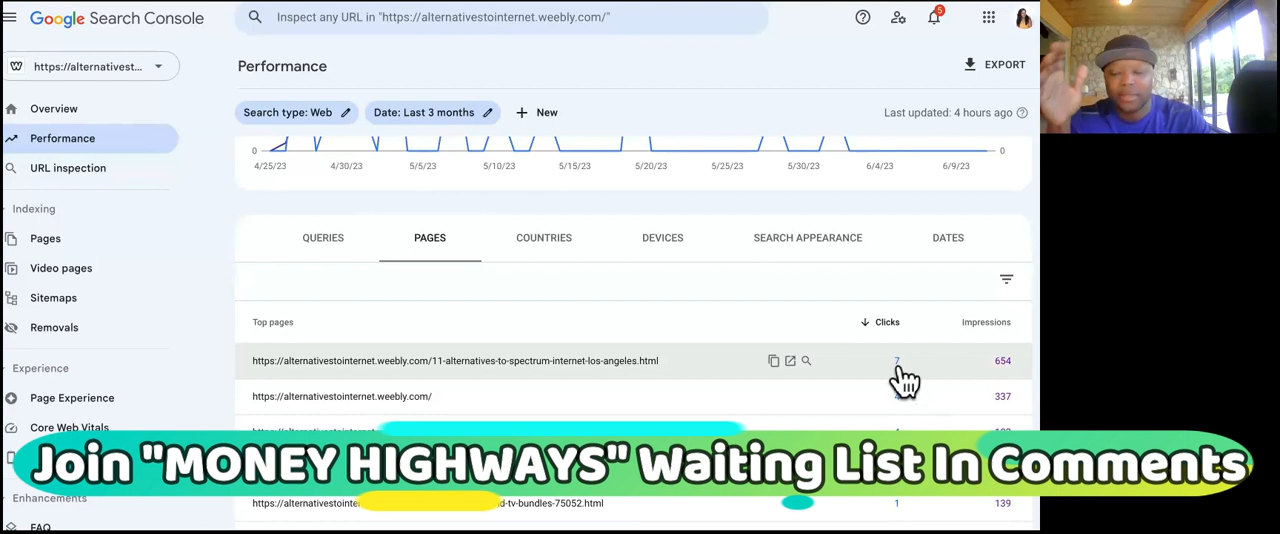 Google Search Console
Inspect any URL in "https://alternativestointernet.weebly.com/"
5
https://alternativest...
Performance
EXPORT
Search type: Web
Date: Last 3 months
New
Last updated: 4 hours ago
Overview
Performance
URL inspection
Indexing
Pages
Video pages
Sitemaps
Removals
Experience
Page Experience
Core Web Vitals
Enhancements
FAQ
0
0
4/25/23 4/30/23 5/5/23 5/10/23 5/15/23 5/20/23 5/25/23 5/30/23 6/4/23 6/9/23
QUERIES PAGES COUNTRIES DEVICES SEARCH APPEARANCE DATES
Top pages Clicks Impressions
https://alternativestointernet.weebly.com/11-alternatives-to-spectrum-internet-los-angeles.html 7 654
https://alternativestointernet.weebly.com/ 337
Join "MONEY HIGHWAYS" Waiting List In Comments
https://alternativestointe d-tv-bundles-75052.html 1 139